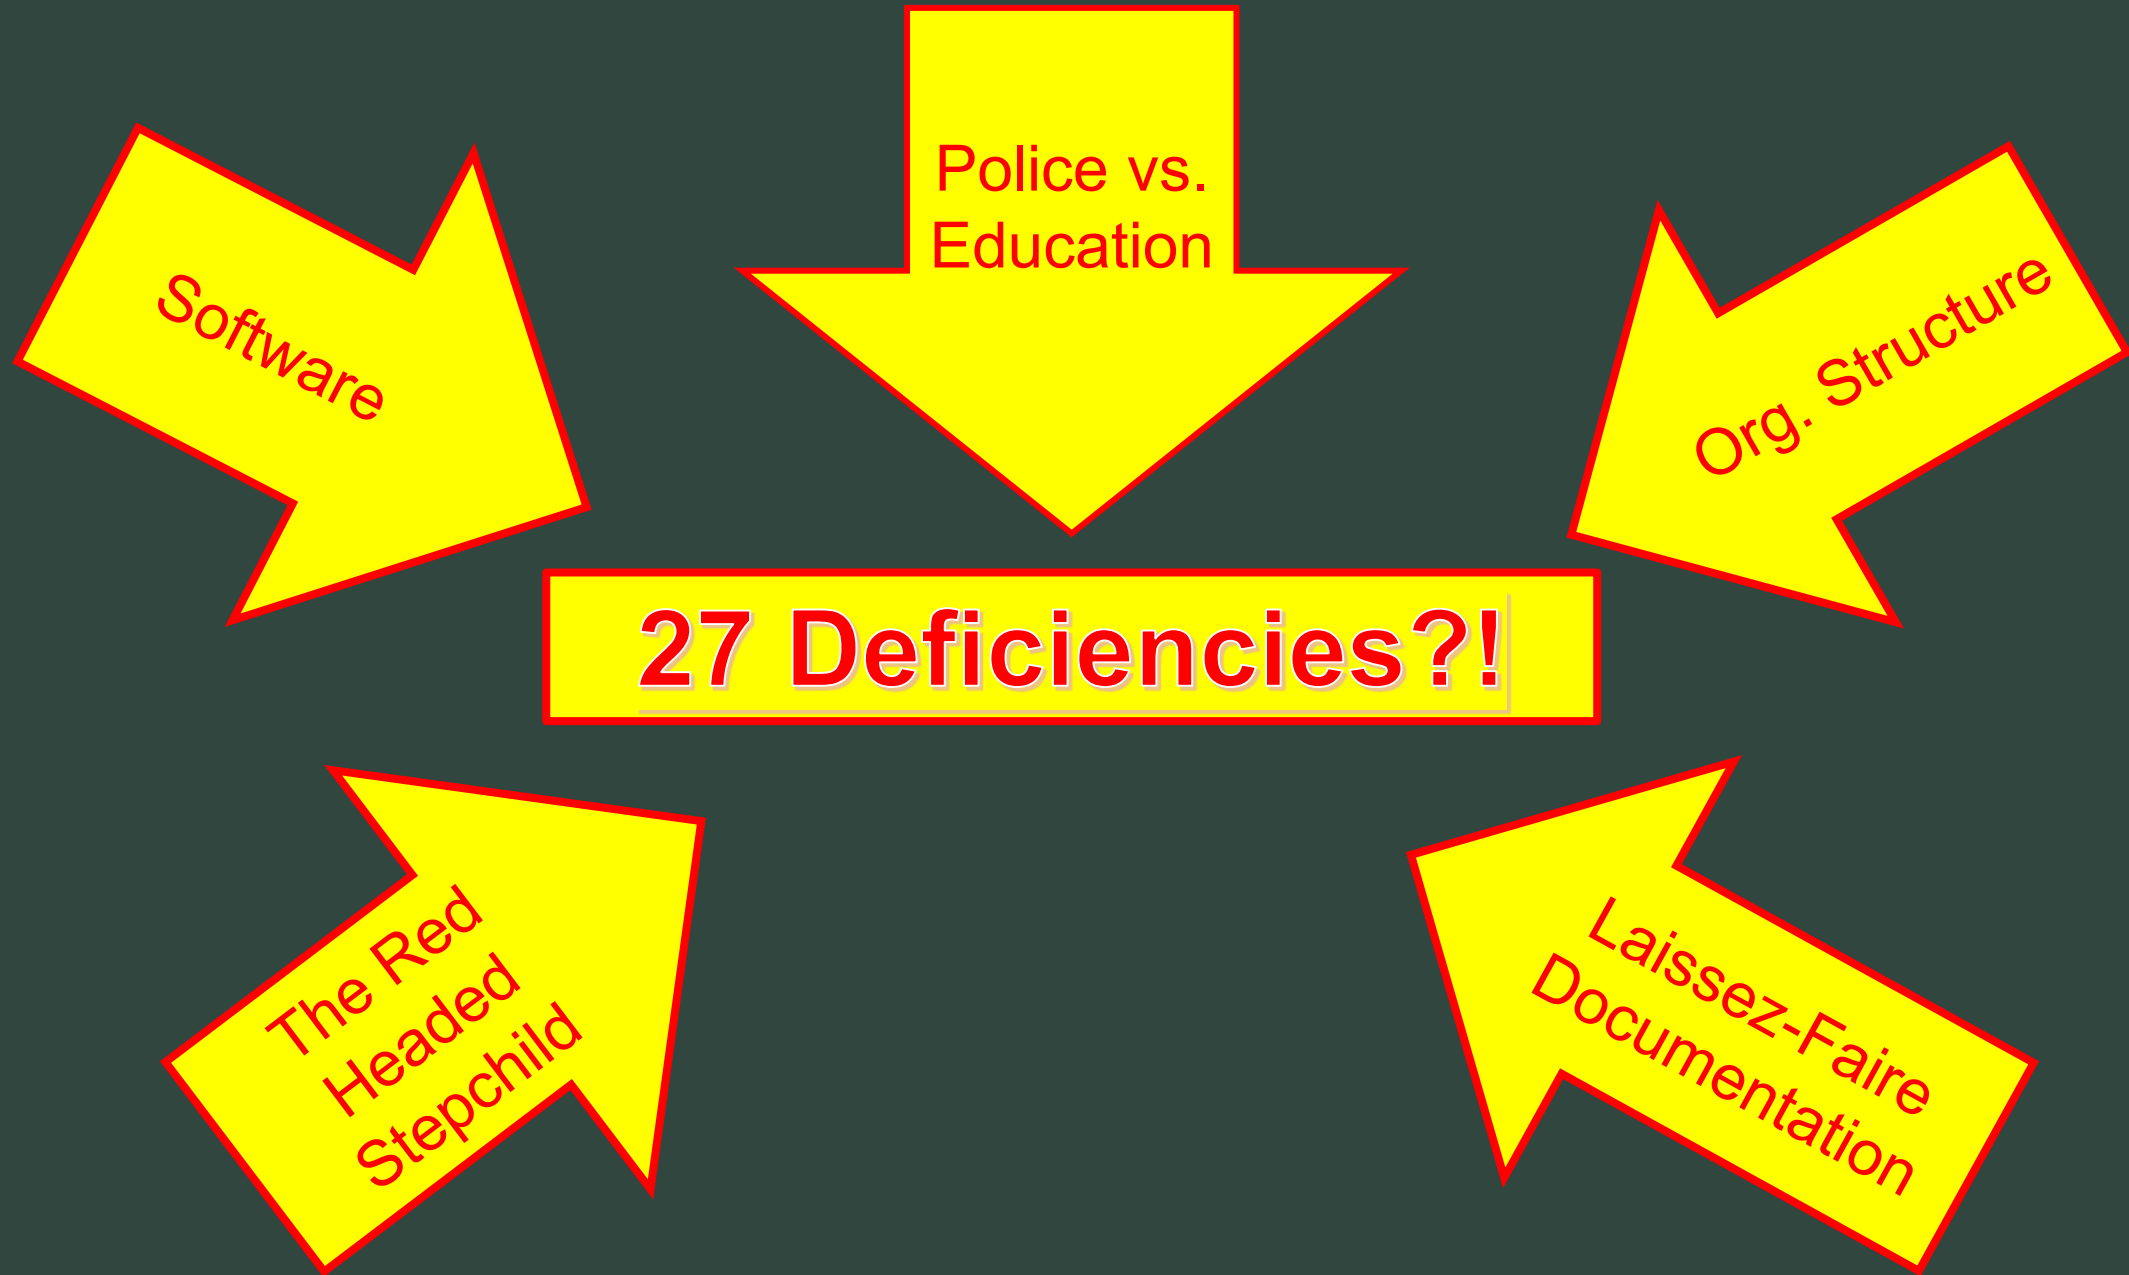 Police vs.
Education
Software
Org. Structure
27 Deficiencies?!
The Red
Headed
Stepchild
Laissez-Faire
Documentation